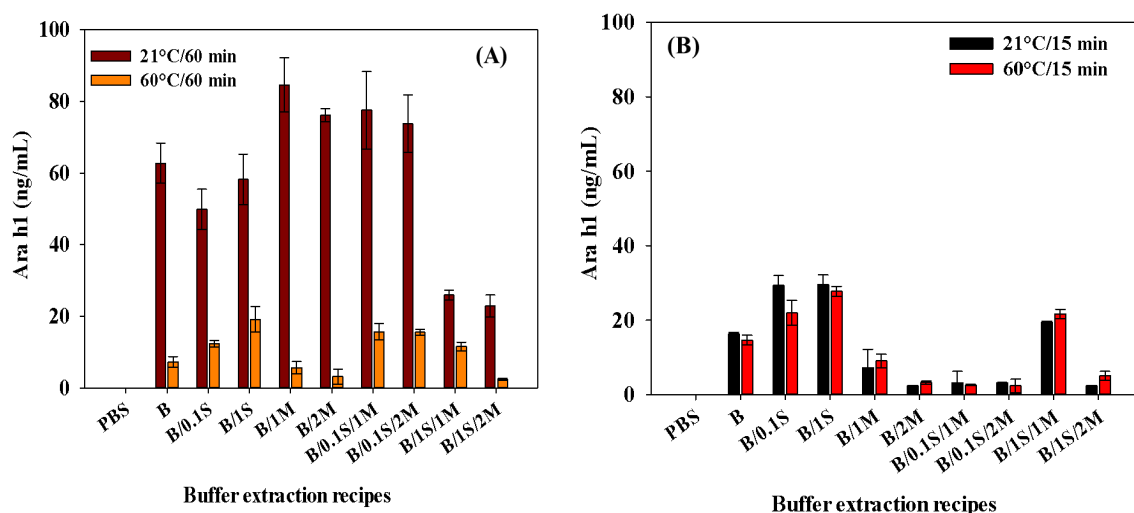 (A)
21°C/60 min
60°C/60 min
Ara h1 (ng/mL)
100
80
60
40
20
0
PBS
B
B/0.1S
B/1S
B/1M
B/2M
B/0.1S/1M
B/0.1S/2M
B/1S/1M
B/1S/2M
Buffer extraction recipes
(B)
21°C/15 min
60°C/15 min
Ara h1 (ng/mL)
100
80
60
40
20
0
PBS
B
B/0.1S
B/1S
B/1M
B/2M
B/0.1S/1M
B/0.1S/2M
B/1S/1M
B/1S/2M
Buffer extraction recipes